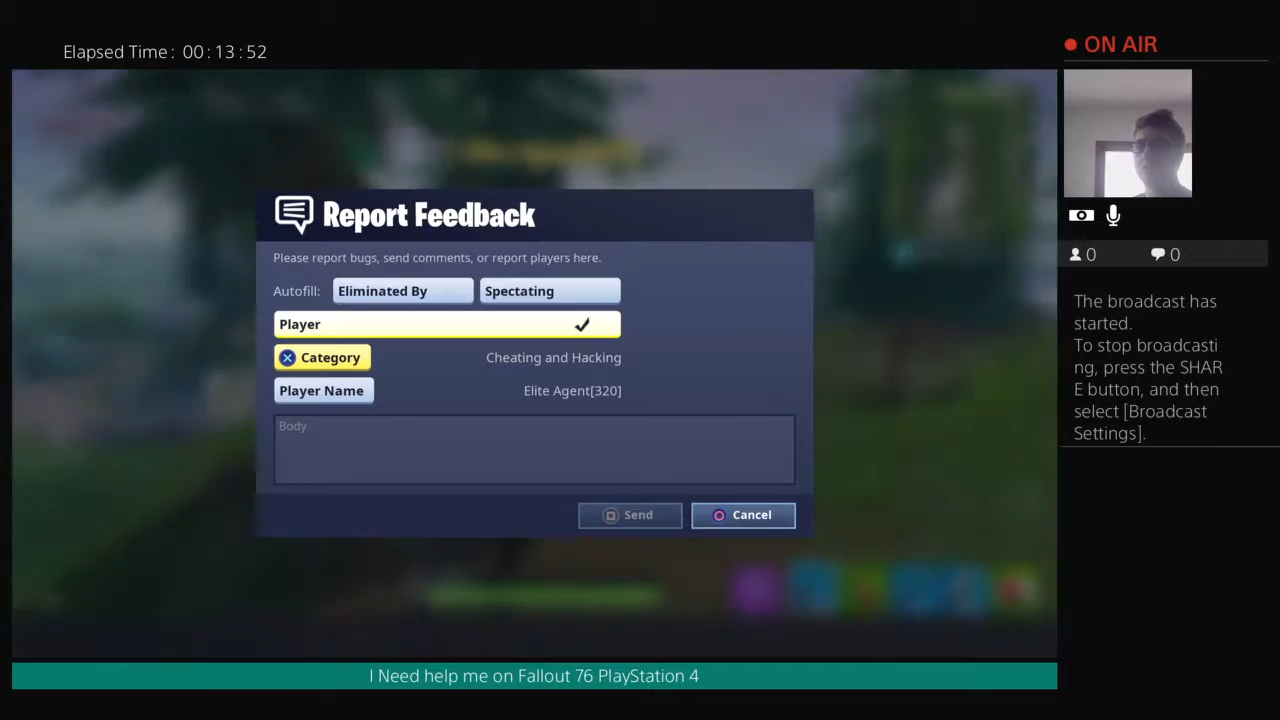 Elapsed Time: 00:13:52
ON AIR
Report Feedback
Please report bugs, send comments, or report players here.
Autofill: Eliminated By Spectating
Player
Category Cheating and Hacking
Player Name Elite Agent[320]
Body
Send Cancel
0 0
The broadcast has
started.
To stop broadcasti
ng, press the SHAR
E button, and then
select [Broadcast
Settings].
I Need help me on Fallout 76 PlayStation 4